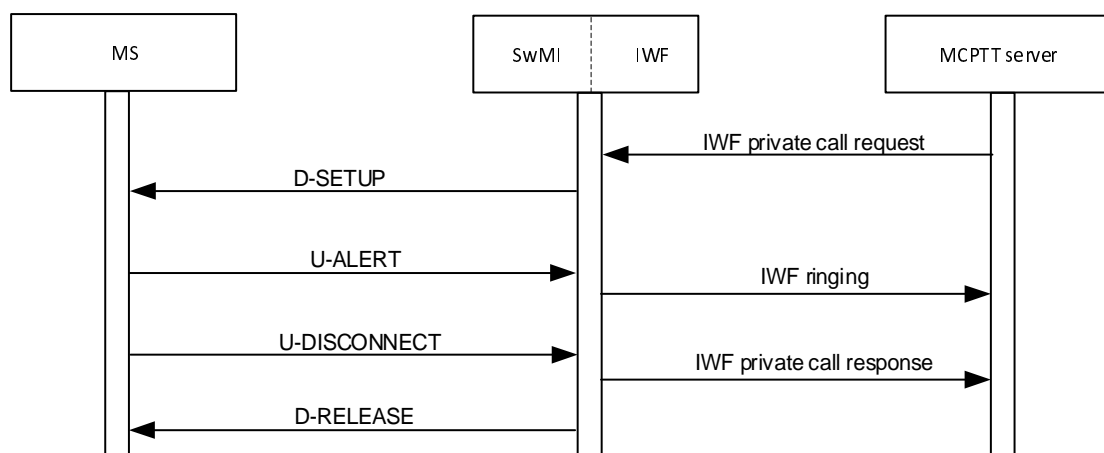 MS
SwMI
IWF
MCPTT server
IWF private call request
D-SETUP
U-ALERT
IWF ringing
U-DISCONNECT
IWF private call response
D-RELEASE